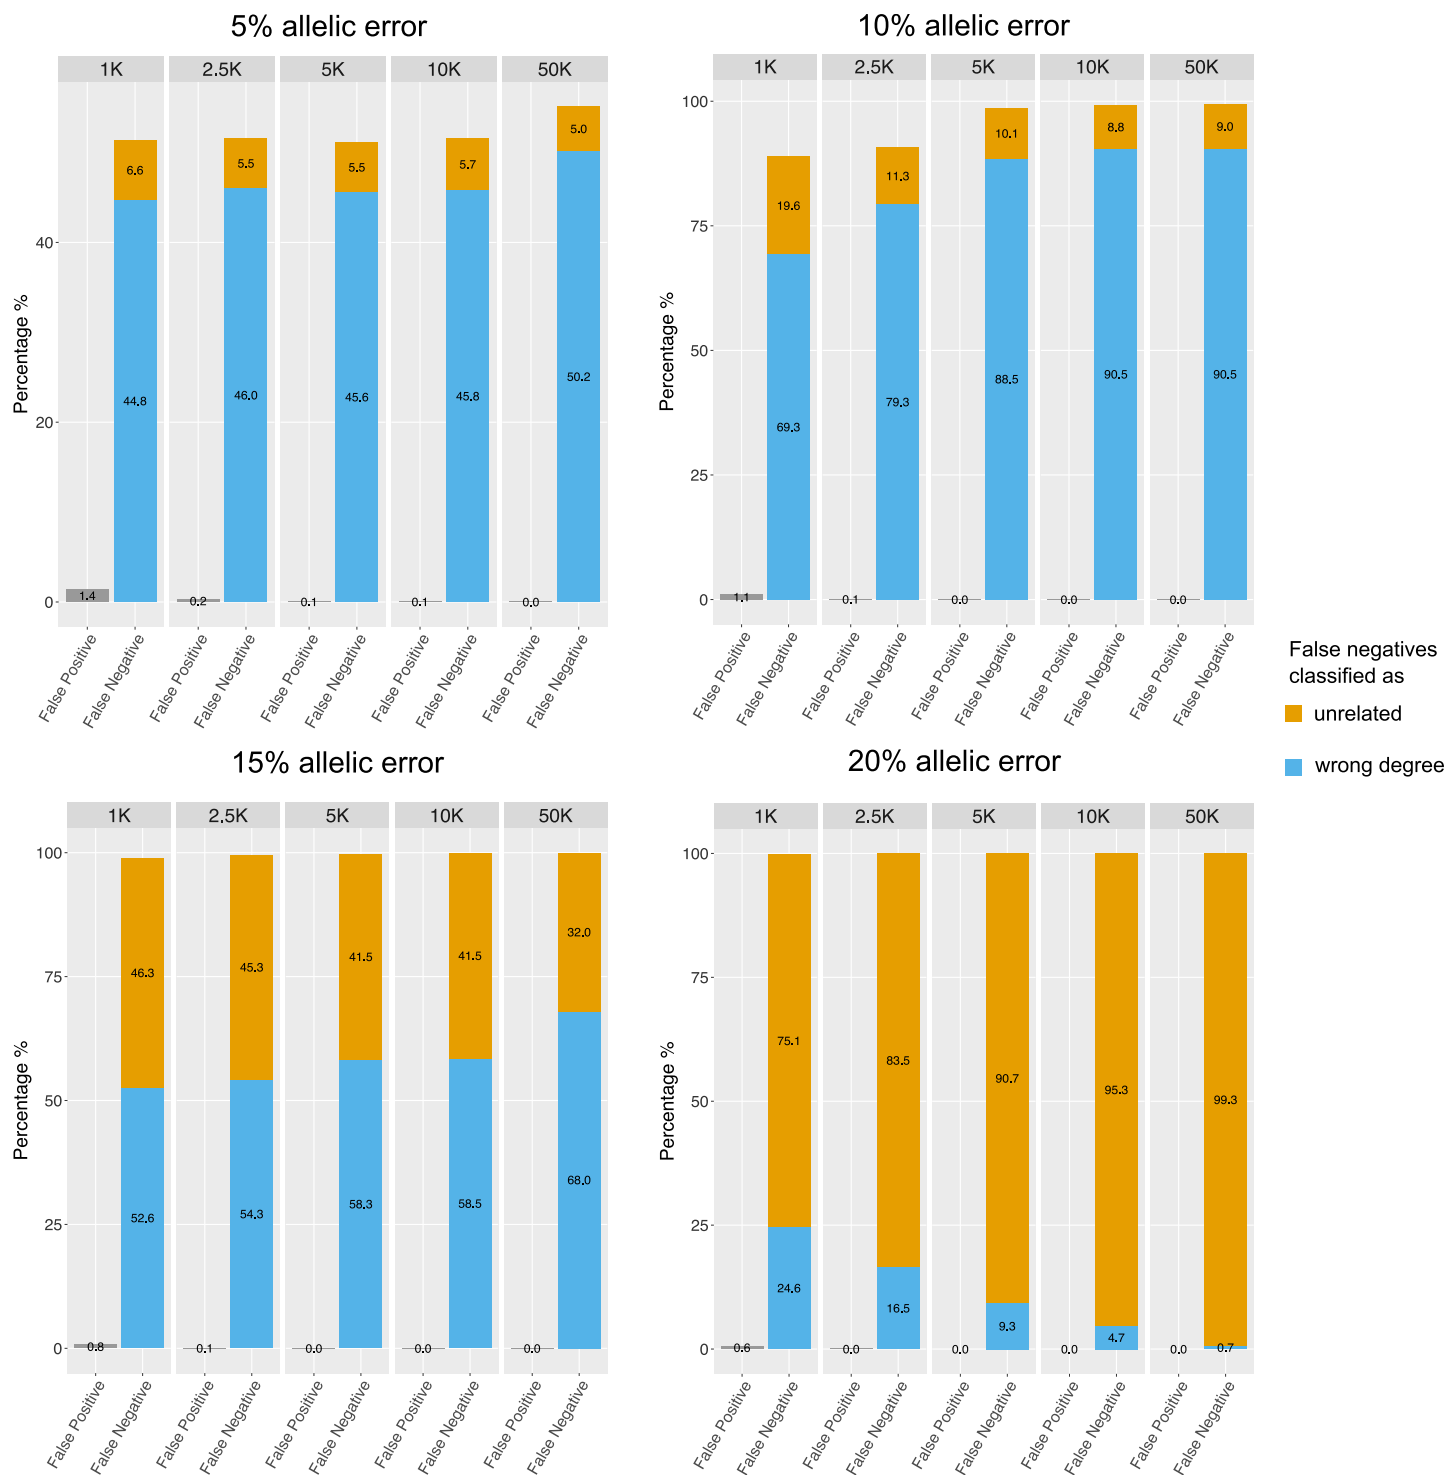 5% allelic error
1K 2.5K 5K 10K 50K
Percentage %
40
20
0
6.6 5.5 5.5 5.7 5.0
44.8 46.0 45.6 45.8 50.2
1.4 0.2 0.1 0.1 0.0
False Positive False Negative False Positive False Negative False Positive False Negative False Positive False Negative False Positive False Negative
10% allelic error
1K 2.5K 5K 10K 50K
Percentage %
100
75
50
25
0
19.6 11.3 10.1 8.8 9.0
69.3 79.3 88.5 90.5 90.5
1.1 0.1 0.0 0.0 0.0
False Positive False Negative False Positive False Negative False Positive False Negative False Positive False Negative False Positive False Negative
False negatives
classified as
unrelated
wrong degree
15% allelic error
1K 2.5K 5K 10K 50K
Percentage %
100
75
50
25
0
46.3 45.3 41.5 41.5 32.0
52.6 54.3 58.3 58.5 68.0
0.8 0.1 0.0 0.0 0.0
False Positive False Negative False Positive False Negative False Positive False Negative False Positive False Negative False Positive False Negative
20% allelic error
1K 2.5K 5K 10K 50K
Percentage %
100
75
50
25
0
75.1 83.5 90.7 95.3 99.3
24.6 16.5 9.3 4.7 0.7
0.6 0.0 0.0 0.0 0.0
False Positive False Negative False Positive False Negative False Positive False Negative False Positive False Negative False Positive False Negative